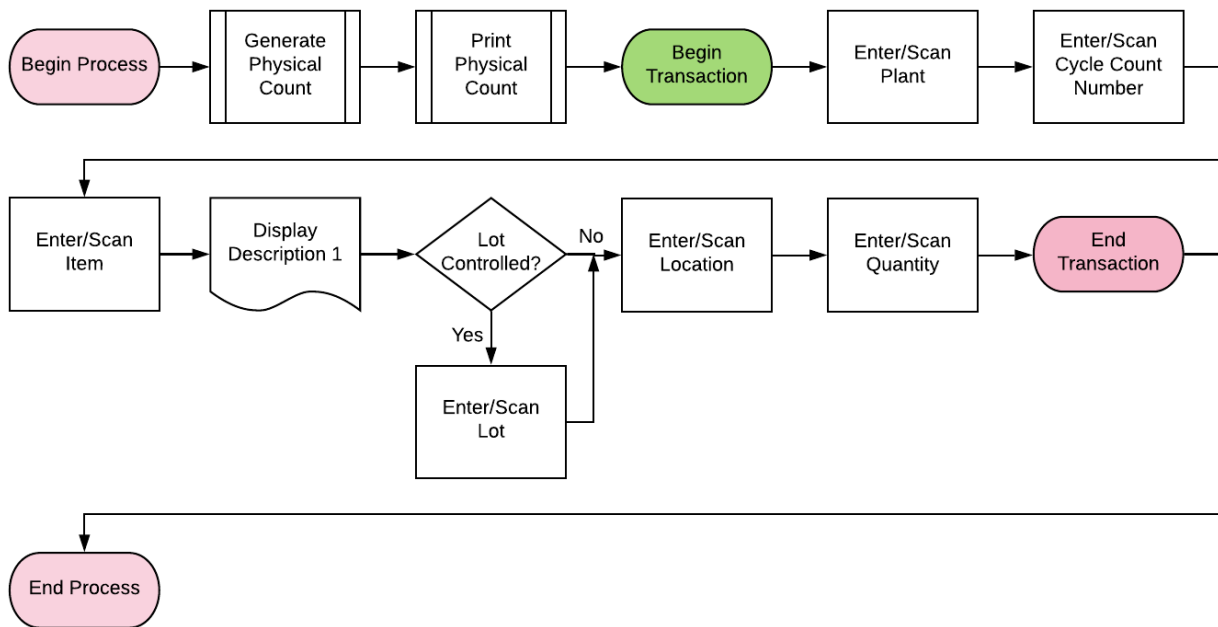 Begin Process
Generate
Physical
Count
Print
Physical
Count
Begin
Transaction
Enter/Scan
Plant
Enter/Scan
Cycle Count
Number
Enter/Scan
Item
Display
Description 1
Lot
Controlled?
No
Enter/Scan
Location
Enter/Scan
Quantity
End
Transaction
Yes
Enter/Scan
Lot
End Process